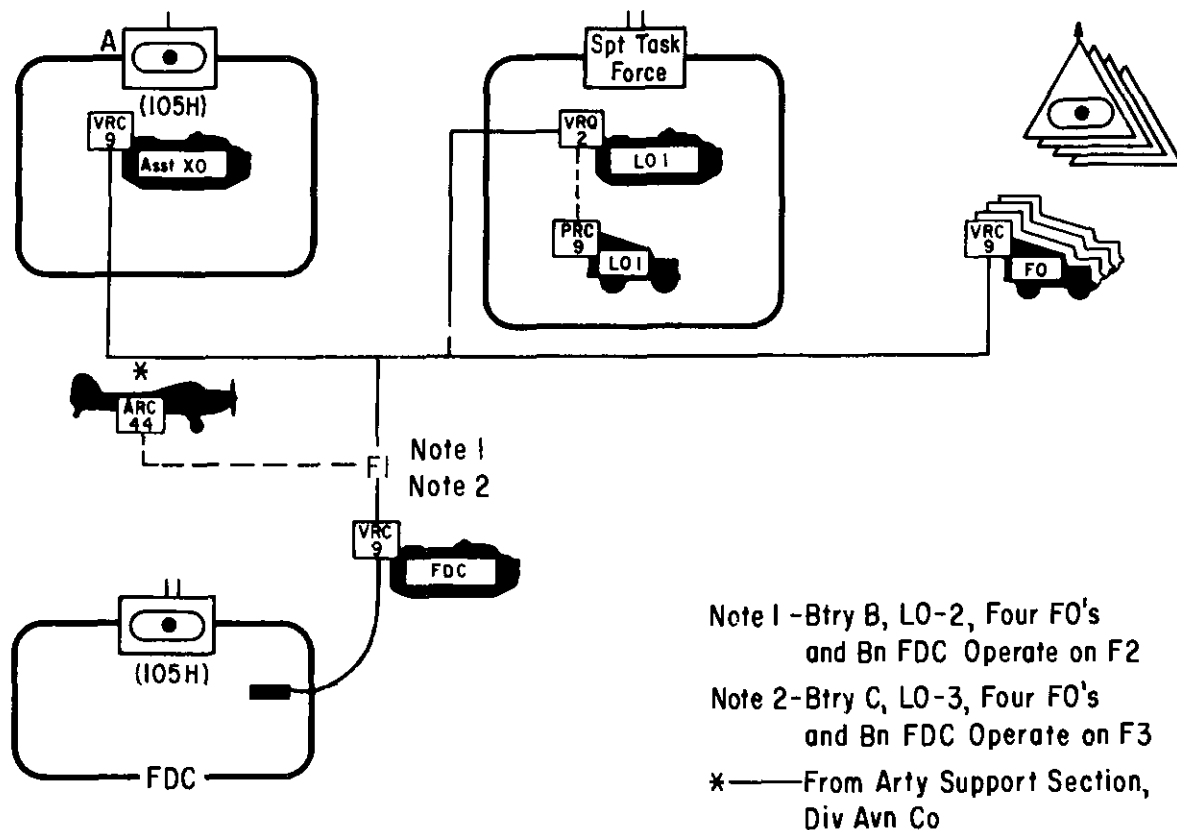 A
(105H)
VRC
9
Asst XO
Spt Task
Force
VRQ
2
LO 1
PRC
9
LO 1
VRC
9
FO
*
ARC
44
F1
Note 1
Note 2
VRC
9
FDC
(105H)
FDC
Note 1 - Btry B, LO-2, Four FO's
and Bn FDC Operate on F2
Note 2 - Btry C, LO-3, Four FO's
and Bn FDC Operate on F3
* —— From Arty Support Section,
Div Avn Co